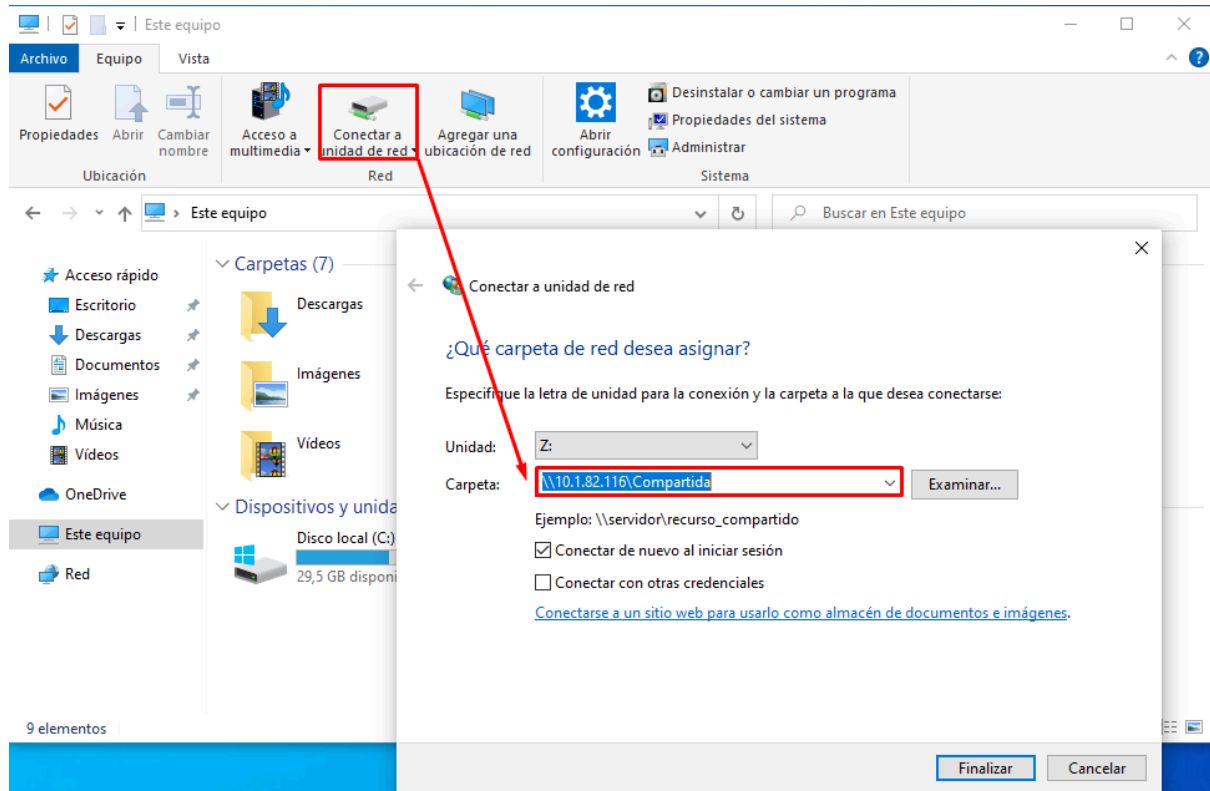 Este equipo
Archivo Equipo Vista
Propiedades Abrir Cambiar nombre
Ubicación
Acceso a multimedia Conectar a unidad de red Agregar una ubicación de red
Red
Abrir configuración
Desinstalar o cambiar un programa
Propiedades del sistema
Administrar
Sistema
Este equipo
Buscar en Este equipo
Acceso rápido
Escritorio
Descargas
Documentos
Imágenes
Música
Vídeos
OneDrive
Este equipo
Red
Carpetas (7)
Descargas
Imágenes
Vídeos
Dispositivos y unida
Disco local (C:)
29,5 GB disponi
9 elementos
Conectar a unidad de red
¿Qué carpeta de red desea asignar?
Especifique la letra de unidad para la conexión y la carpeta a la que desea conectarse:
Unidad: Z:
Carpeta: \\10.1.82.116\Compartida Examinar...
Ejemplo: \\servidor\recurso_compartido
Conectar de nuevo al iniciar sesión
Conectar con otras credenciales
Conectarse a un sitio web para usarlo como almacén de documentos e imágenes.
Finalizar Cancelar